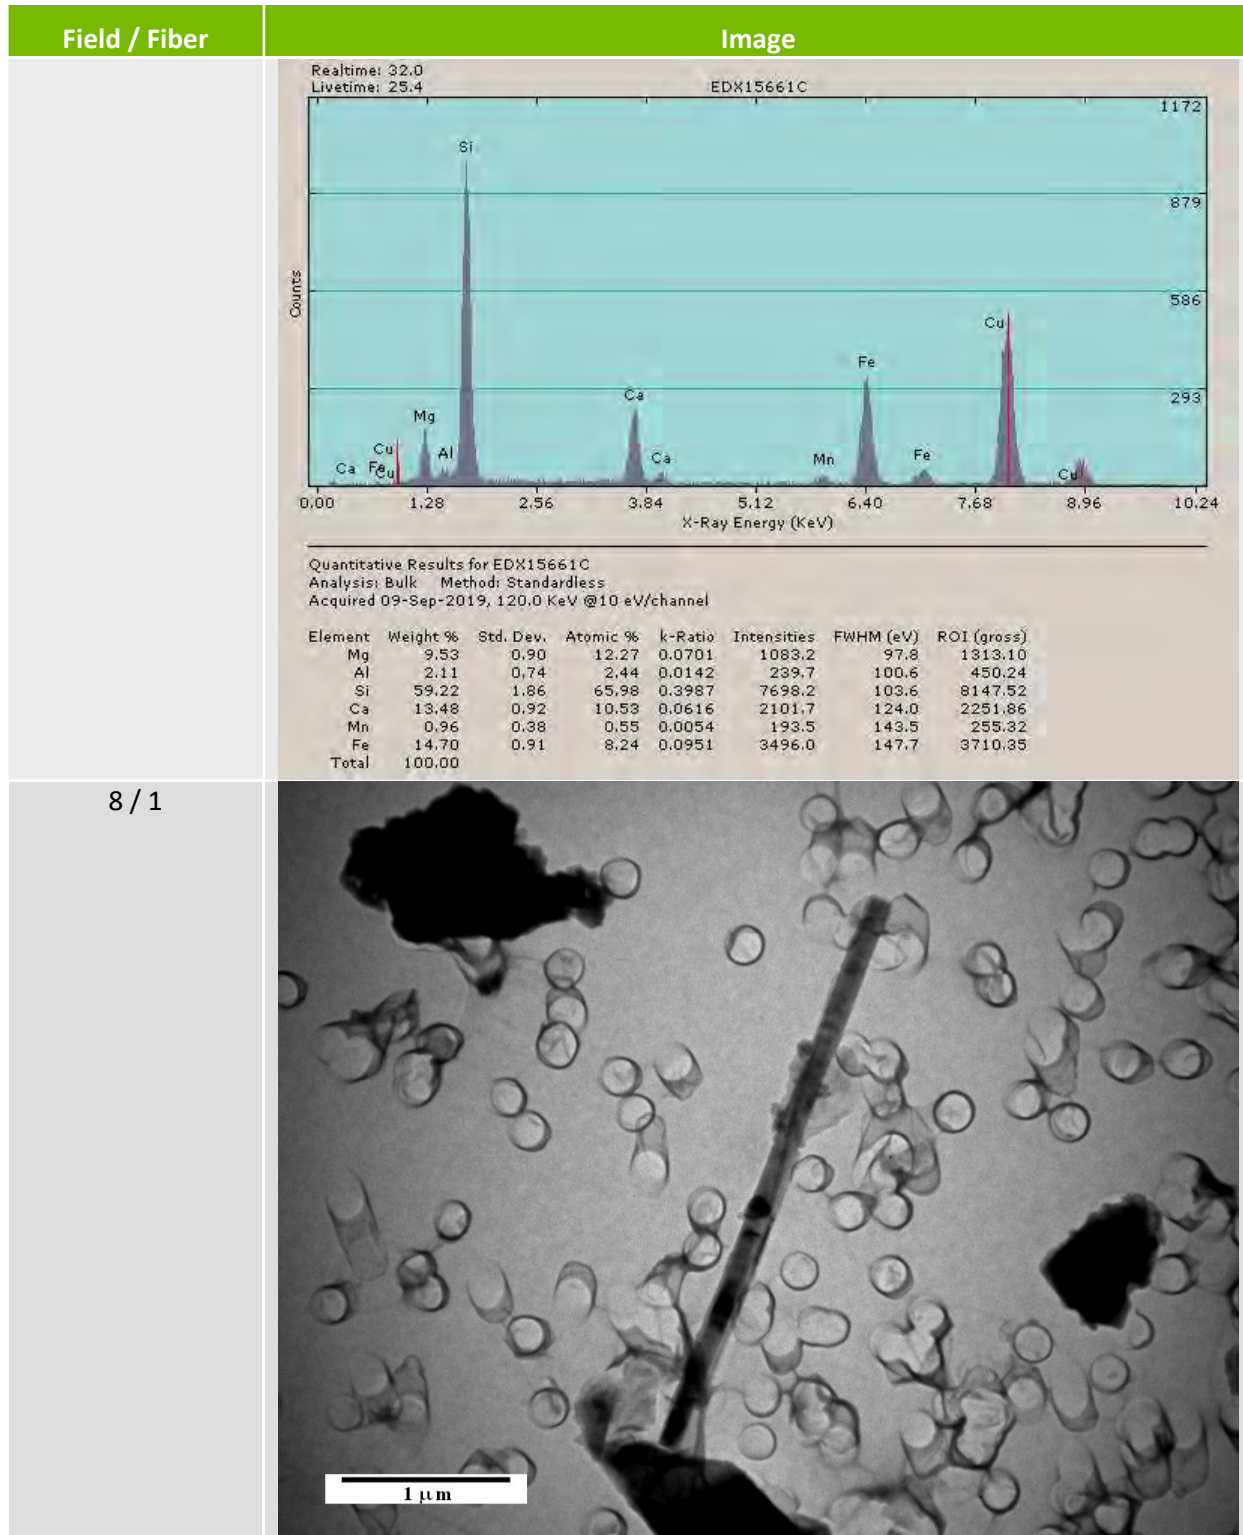 Field / Fiber Image
Realtime: 32.0
Livetime: 25.4 EDX15661C
1172
Si
879
Counts
586
Cu
Fe
293
Ca
Mg
Cu Al Ca Mn Fe
Ca Fe Cu Cu
0.00 1.28 2.56 3.84 5.12 6.40 7.68 8.96 10.24
X-Ray Energy (KeV)
Quantitative Results for EDX15661C
Analysis: Bulk Method: Standardless
Acquired 09-Sep-2019, 120.0 KeV @10 eV/channel
Element Weight % Std. Dev. Atomic % k-Ratio Intensities FWHM (eV) ROI (gross)
Mg 9.53 0.90 12.27 0.0701 1083.2 97.8 1313.10
Al 2.11 0.74 2.44 0.0142 239.7 100.6 450.24
Si 59.22 1.86 65.98 0.3987 7698.2 103.6 8147.52
Ca 13.48 0.92 10.53 0.0616 2101.7 124.0 2251.86
Mn 0.96 0.38 0.55 0.0054 193.5 143.5 255.32
Fe 14.70 0.91 8.24 0.0951 3496.0 147.7 3710.35
Total 100.00
8 / 1
1 μm